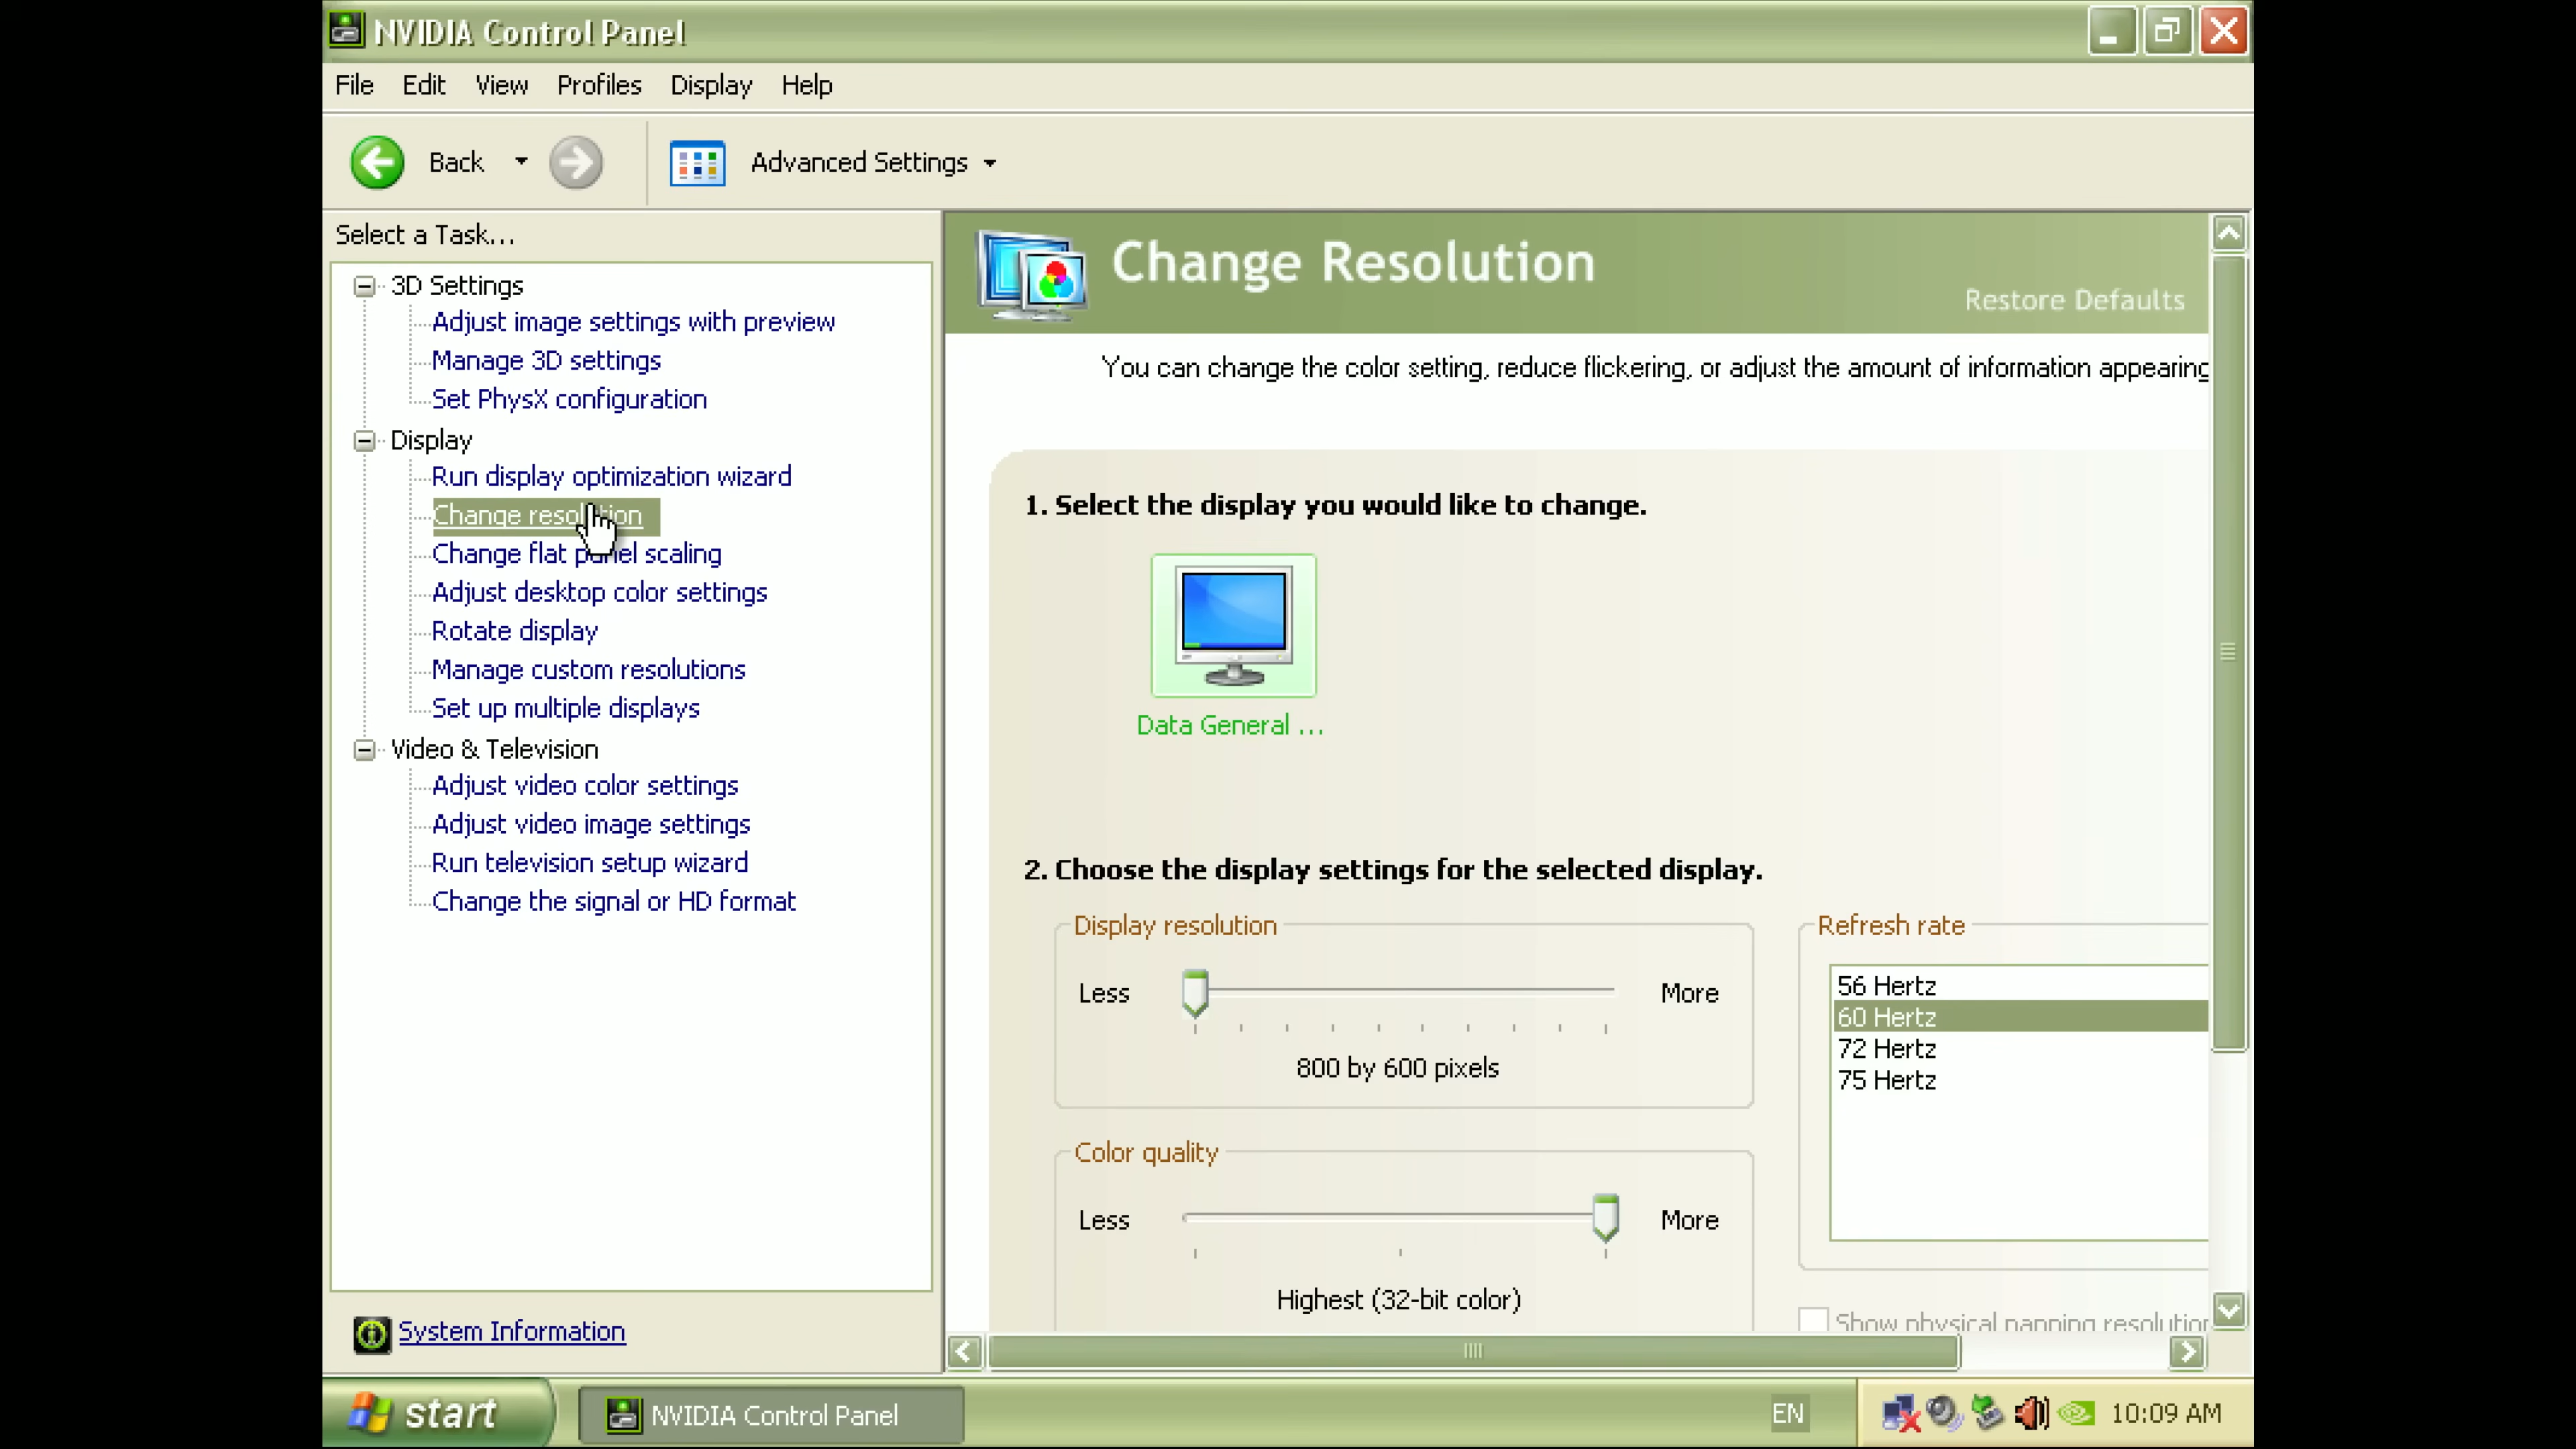 NVIDIA Control Panel
File Edit View Profiles Display Help
Back Advanced Settings
Select a Task...
3D Settings
Adjust image settings with preview
Manage 3D settings
Set PhysX configuration
Display
Run display optimization wizard
Change resolution
Change flat panel scaling
Adjust desktop color settings
Rotate display
Manage custom resolutions
Set up multiple displays
Video & Television
Adjust video color settings
Adjust video image settings
Run television setup wizard
Change the signal or HD format
System Information
Change Resolution
Restore Defaults
You can change the color setting, reduce flickering, or adjust the amount of information appearing
1. Select the display you would like to change.
Data General ...
2. Choose the display settings for the selected display.
Display resolution
Less More
800 by 600 pixels
Refresh rate
56 Hertz
60 Hertz
72 Hertz
75 Hertz
Color quality
Less More
Highest (32-bit color)
Show physical panning resolution
start NVIDIA Control Panel EN 10:09 AM